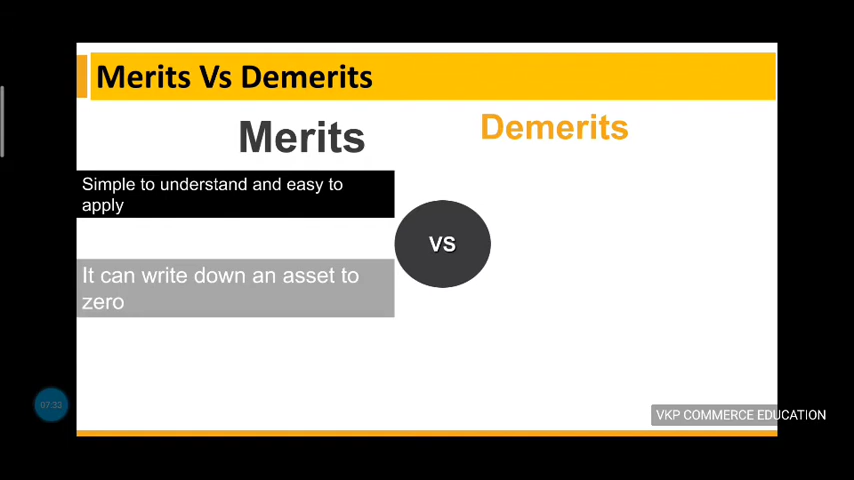 Merits Vs Demerits
Merits
Demerits
Simple to understand and easy to
apply
VS
It can write down an asset to
zero
07:33
VKP COMMERCE EDUCATION